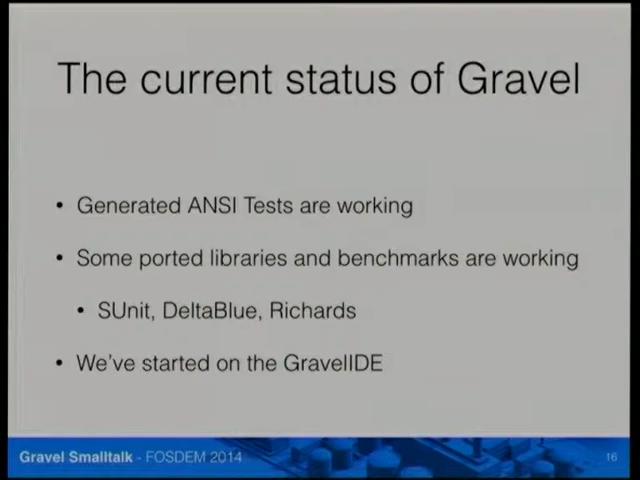 The current status of Gravel
• Generated ANSI Tests are working
• Some ported libraries and benchmarks are working
• SUnit, DeltaBlue, Richards
• We've started on the GravelIDE
Gravel Smalltalk - FOSDEM 2014
16